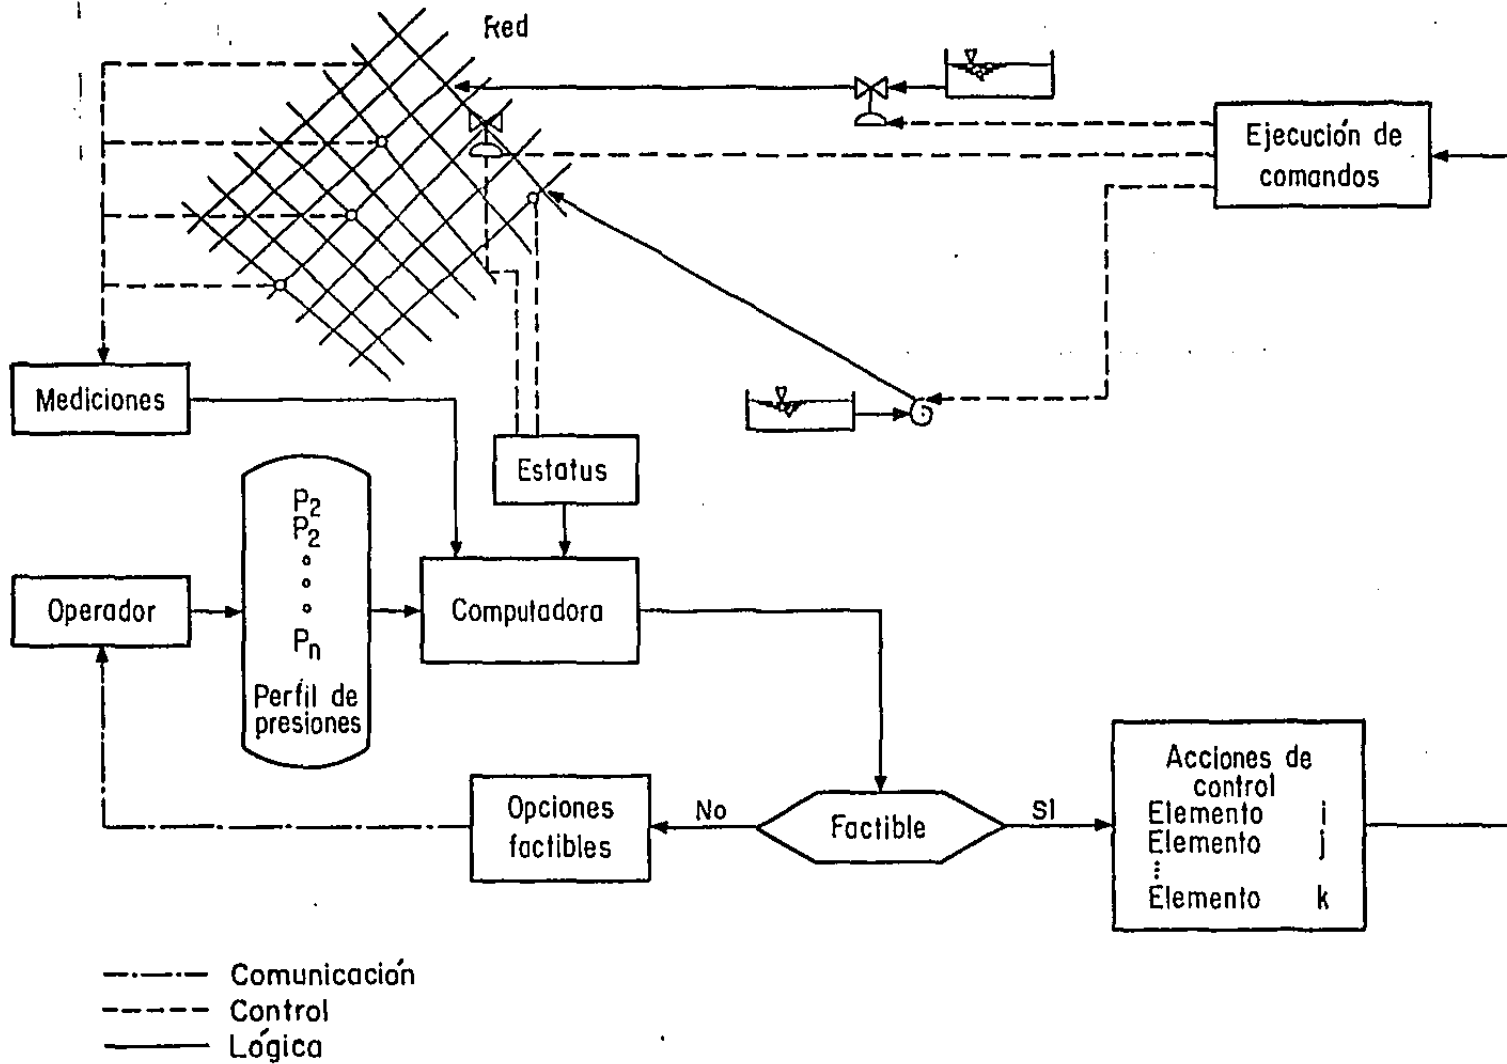 Red
Ejecución de
comandos
Mediciones
Estatus
P2
P2
Pn
Perfil de
presiones
Operador
Computadora
Opciones
factibles
No
Factible
SI
Acciones de
control
Elemento i
Elemento j
Elemento k
Comunicación
Control
Lógica